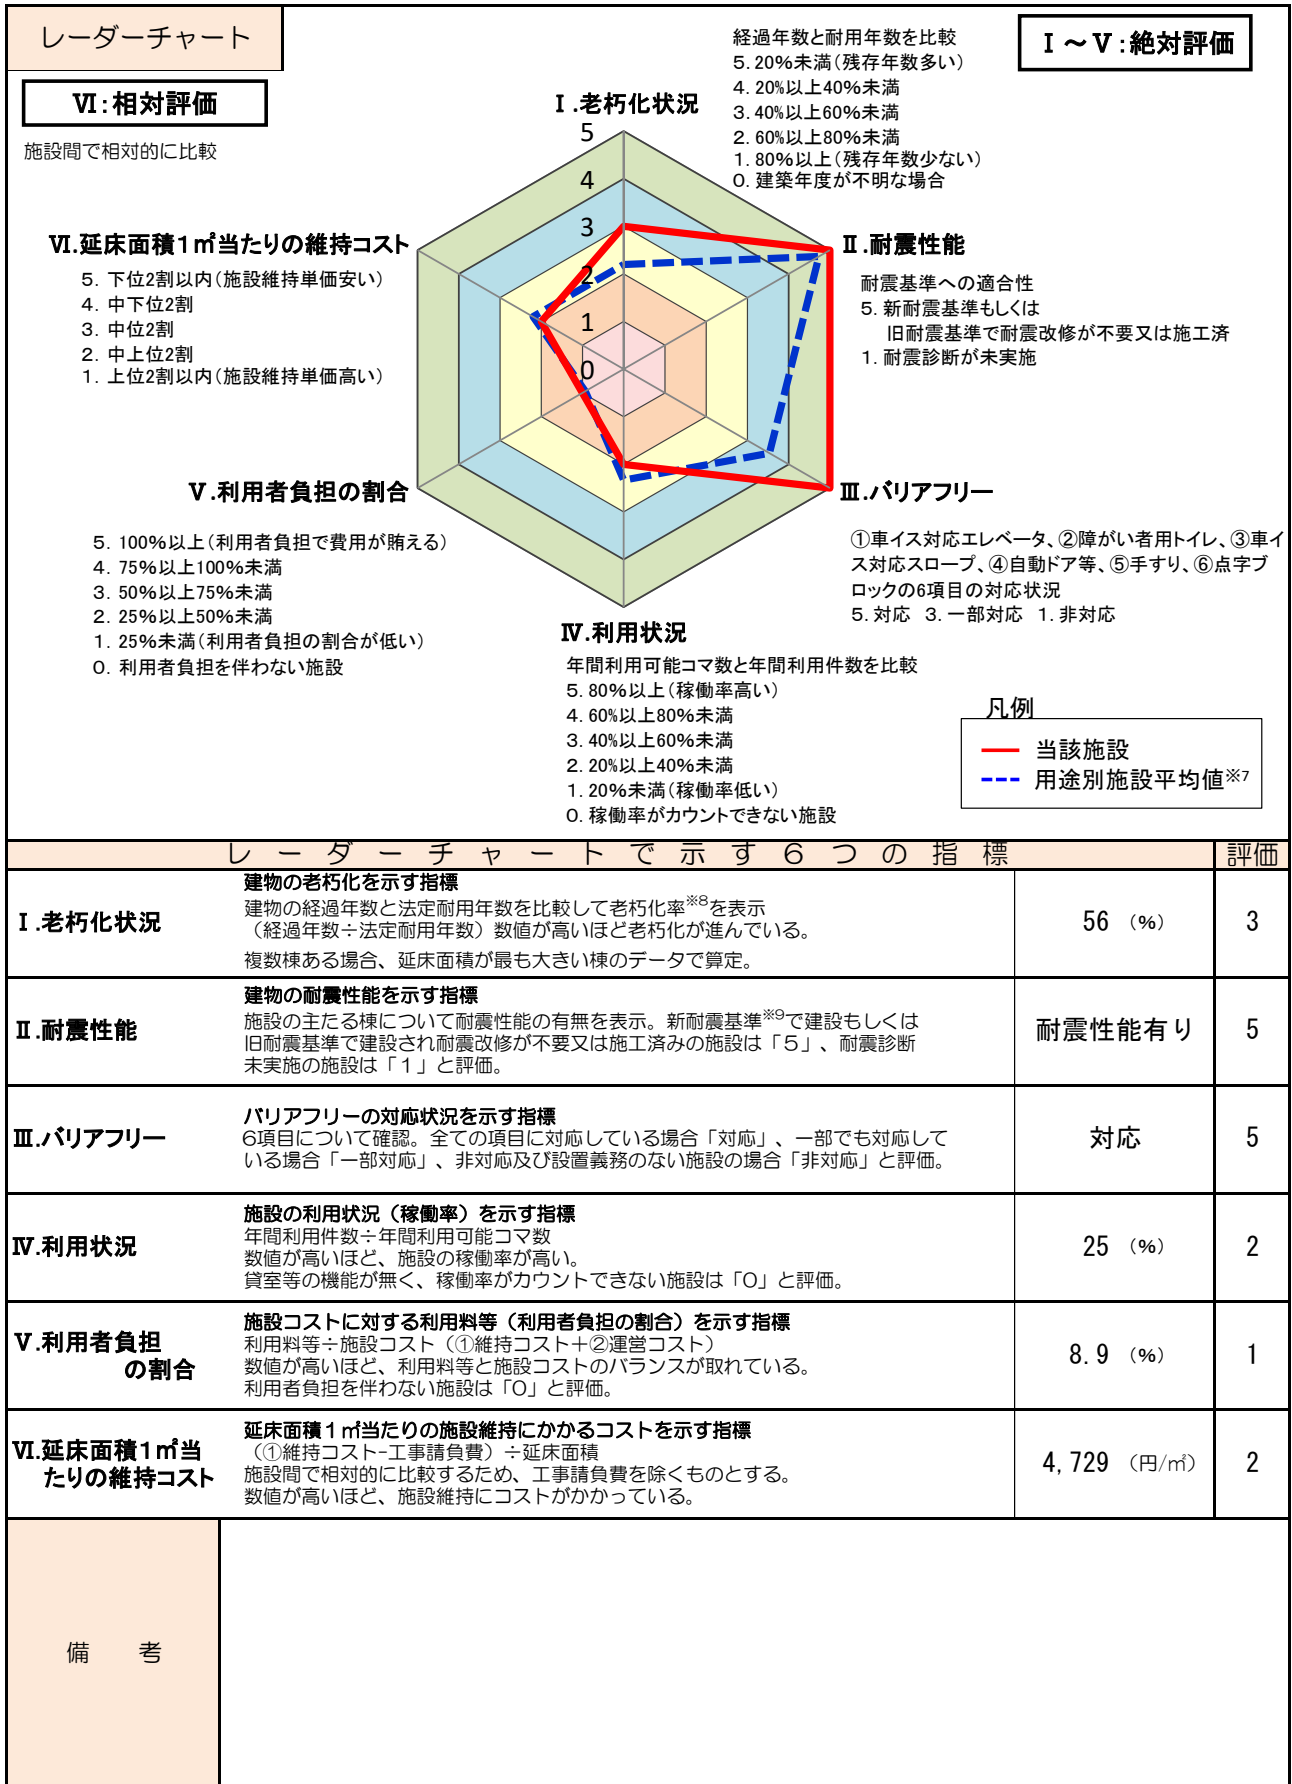 レーダーチャート
Ⅰ～Ⅴ:絶対評価
Ⅵ:相対評価
施設間で相対的に比較
Ⅰ.老朽化状況
経過年数と耐用年数を比較
5.20%未満(残存年数多い)
4.20%以上40%未満
3.40%以上60%未満
2.60%以上80%未満
1.80%以上(残存年数少ない)
0.建築年度が不明な場合
5
4
3
2
1
0
Ⅱ.耐震性能
耐震基準への適合性
5.新耐震基準もしくは
旧耐震基準で耐震改修が不要又は施工済
1.耐震診断が未実施
Ⅵ.延床面積1㎡当たりの維持コスト
5.下位2割以内(施設維持単価安い)
4.中下位2割
3.中位2割
2.中上位2割
1.上位2割以内(施設維持単価高い)
Ⅴ.利用者負担の割合
5.100%以上(利用者負担で費用が賄える)
4.75%以上100%未満
3.50%以上75%未満
2.25%以上50%未満
1.25%未満(利用者負担の割合が低い)
0.利用者負担を伴わない施設
Ⅲ.バリアフリー
①車イス対応エレベータ、②障がい者用トイレ、③車イ
ス対応スロープ、④自動ドア等、⑤手すり、⑥点字ブ
ロックの6項目の対応状況
5.対応 3.一部対応 1.非対応
Ⅳ.利用状況
年間利用可能コマ数と年間利用件数を比較
5.80%以上(稼働率高い)
4.60%以上80%未満
3.40%以上60%未満
2.20%以上40%未満
1.20%未満(稼働率低い)
0.稼働率がカウントできない施設
凡例
当該施設
用途別施設平均値※7
レーダーチャートで示す6つの指標 評価
Ⅰ.老朽化状況
建物の老朽化を示す指標
建物の経過年数と法定耐用年数を比較して老朽化率※8を表示
（経過年数÷法定耐用年数）数値が高いほど老朽化が進んでいる。
複数棟ある場合、延床面積が最も大きい棟のデータで算定。
56 (%) 3
Ⅱ.耐震性能
建物の耐震性能を示す指標
施設の主たる棟について耐震性能の有無を表示。新耐震基準※9で建設もしくは
旧耐震基準で建設され耐震改修が不要又は施工済みの施設は「5」、耐震診断
未実施の施設は「1」と評価。
耐震性能有り 5
Ⅲ.バリアフリー
バリアフリーの対応状況を示す指標
6項目について確認。全ての項目に対応している場合「対応」、一部でも対応して
いる場合「一部対応」、非対応及び設置義務のない施設の場合「非対応」と評価。
対応 5
Ⅳ.利用状況
施設の利用状況（稼働率）を示す指標
年間利用件数÷年間利用可能コマ数
数値が高いほど、施設の稼働率が高い。
貸室等の機能が無く、稼働率がカウントできない施設は「0」と評価。
25 (%) 2
Ⅴ.利用者負担
の割合
施設コストに対する利用料等（利用者負担の割合）を示す指標
利用料等÷施設コスト（①維持コスト+②運営コスト）
数値が高いほど、利用料等と施設コストのバランスが取れている。
利用者負担を伴わない施設は「0」と評価。
8.9 (%) 1
Ⅵ.延床面積1㎡当
たりの維持コスト
延床面積1㎡当たりの施設維持にかかるコストを示す指標
（①維持コスト-工事請負費）÷延床面積
施設間で相対的に比較するため、工事請負費を除くものとする。
数値が高いほど、施設維持にコストがかかっている。
4,729 (円/㎡) 2
備 考